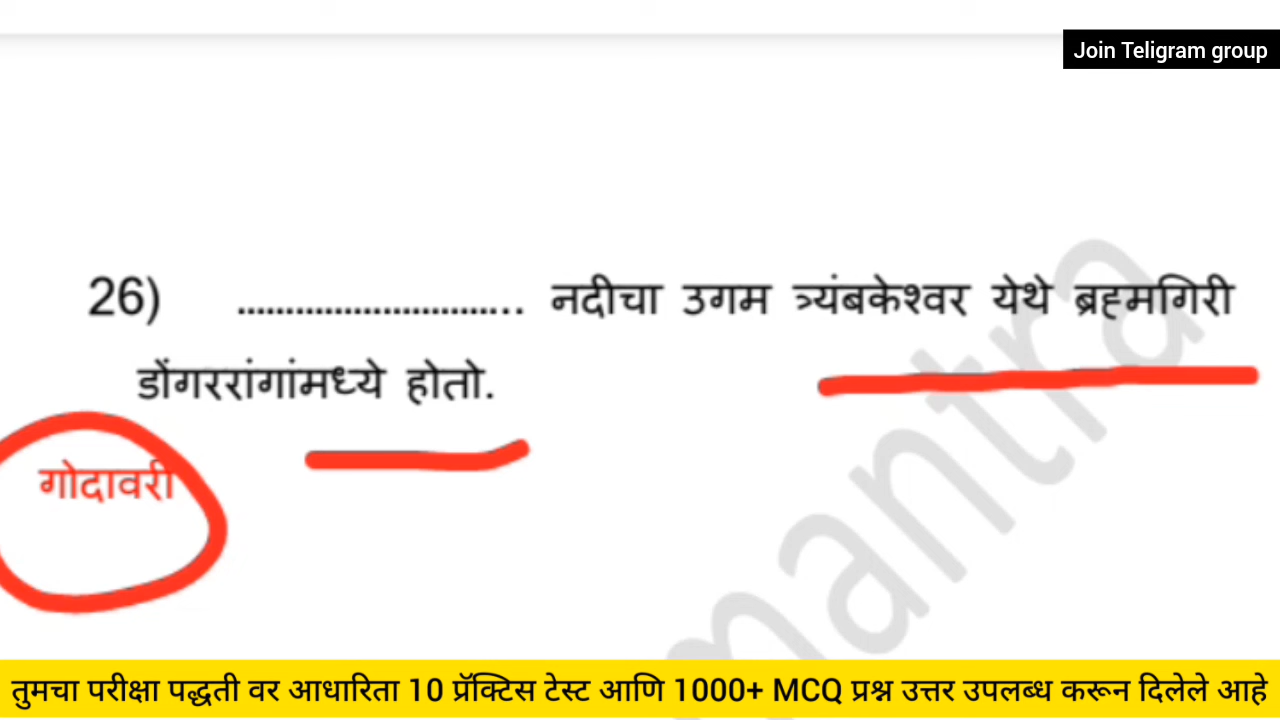 Join Teligram group
26) ............................. नदीचा उगम त्र्यंबकेश्वर येथे ब्रह्मगिरी
डोंगररांगांमध्ये होतो.
गोदावरी
mantra
तुमचा परीक्षा पद्धती वर आधारिता 10 प्रॅक्टिस टेस्ट आणि 1000+ MCQ प्रश्न उत्तर उपलब्ध करून दिलेले आहे